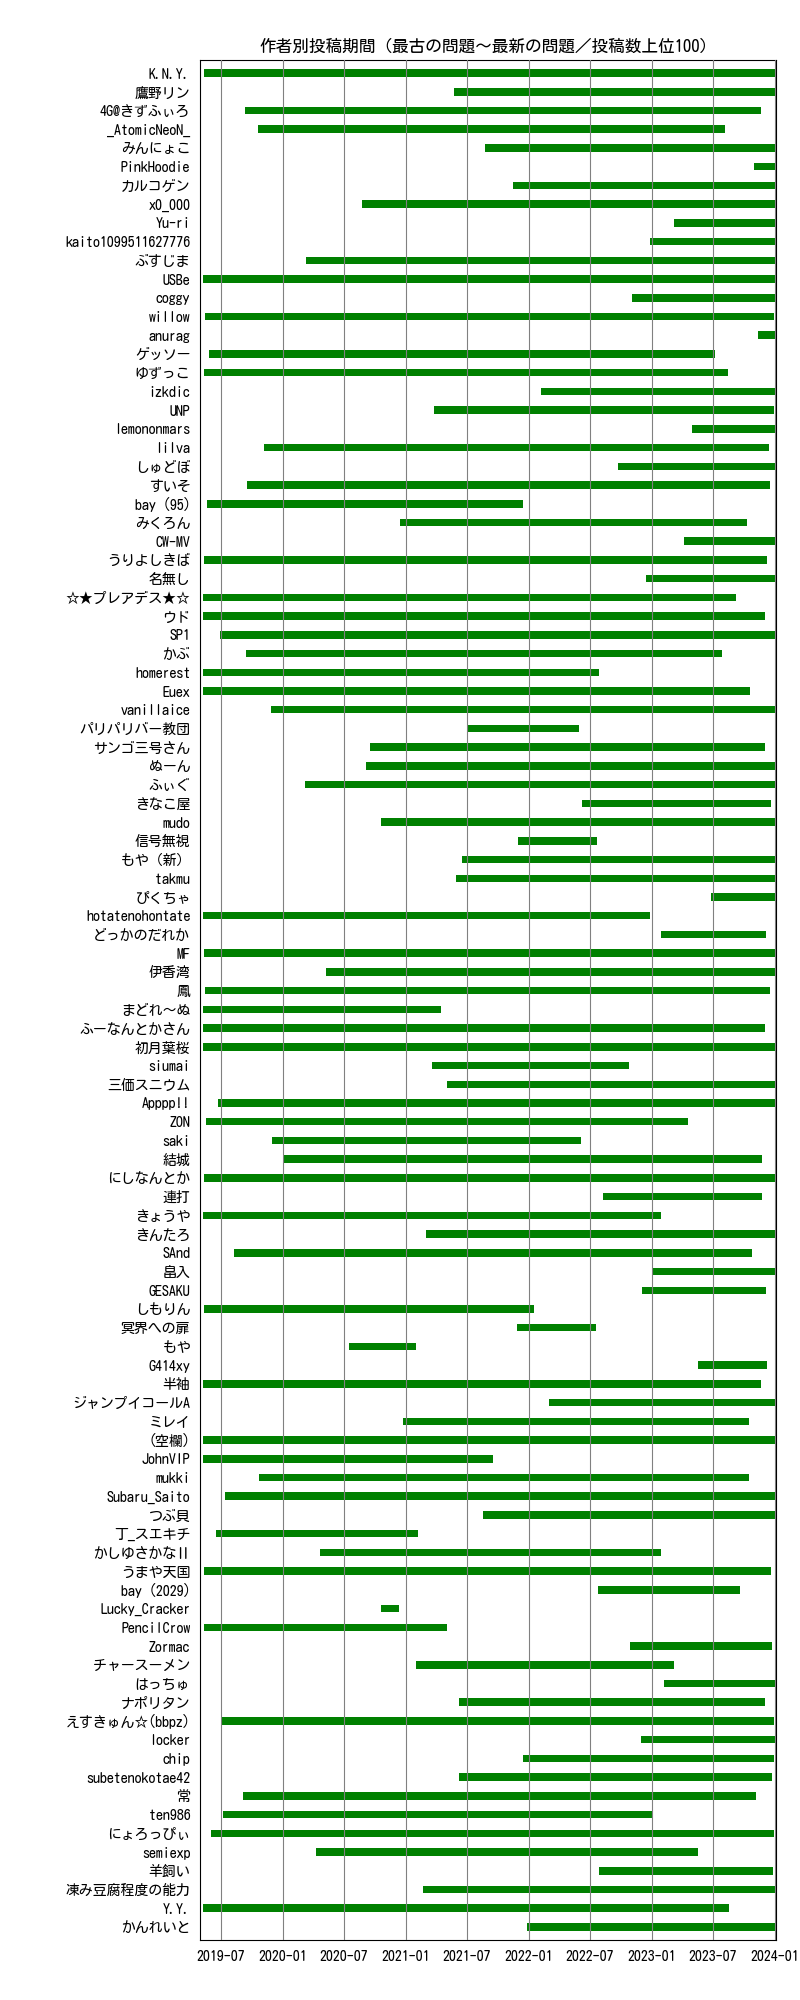 作者別投稿期間（最古の問題～最新の問題／投稿数上位100）
K.N.Y.
鷹野リン
4G@きずふぃろ
_AtomicNeoN_
みんにょこ
PinkHoodie
カルコゲン
x0_000
Yu-ri
kaito1099511627776
ぶすじま
USBe
coggy
willow
anurag
ゲッソー
ゆずっこ
izkdic
UNP
lemononmars
lilva
しゅどぼ
すいそ
bay (95)
みくろん
CW-MV
うりよしきば
名無し
☆★プレアデス★☆
ウド
SP1
かぶ
homerest
Euex
vanillaice
パリパリバー教団
サンゴ三号さん
ぬーん
ふぃぐ
きなこ屋
mudo
信号無視
もや（新）
takmu
ぴくちゃ
hotatenohontate
どっかのだれか
MF
伊香湾
鳳
まどれ～ぬ
ふーなんとかさん
初月葉桜
siumai
三価スニウム
Appppll
ZON
saki
結城
にしなんとか
連打
きょうや
きんたろ
SAnd
畠入
GESAKU
しもりん
冥界への扉
もや
G414xy
半袖
ジャンプイコールA
ミレイ
(空欄)
JohnVIP
mukki
Subaru_Saito
つぶ貝
丁_スエキチ
かしゆさかなⅡ
うまや天国
bay (2029)
Lucky_Cracker
PencilCrow
Zormac
チャースーメン
はっちゅ
ナポリタン
えすきゅん☆(bbpz)
locker
chip
subetenokotae42
常
ten986
にょろっぴぃ
semiexp
羊飼い
凍み豆腐程度の能力
Y.Y.
かんれいと
2019-07 2020-01 2020-07 2021-01 2021-07 2022-01 2022-07 2023-01 2023-07 2024-01